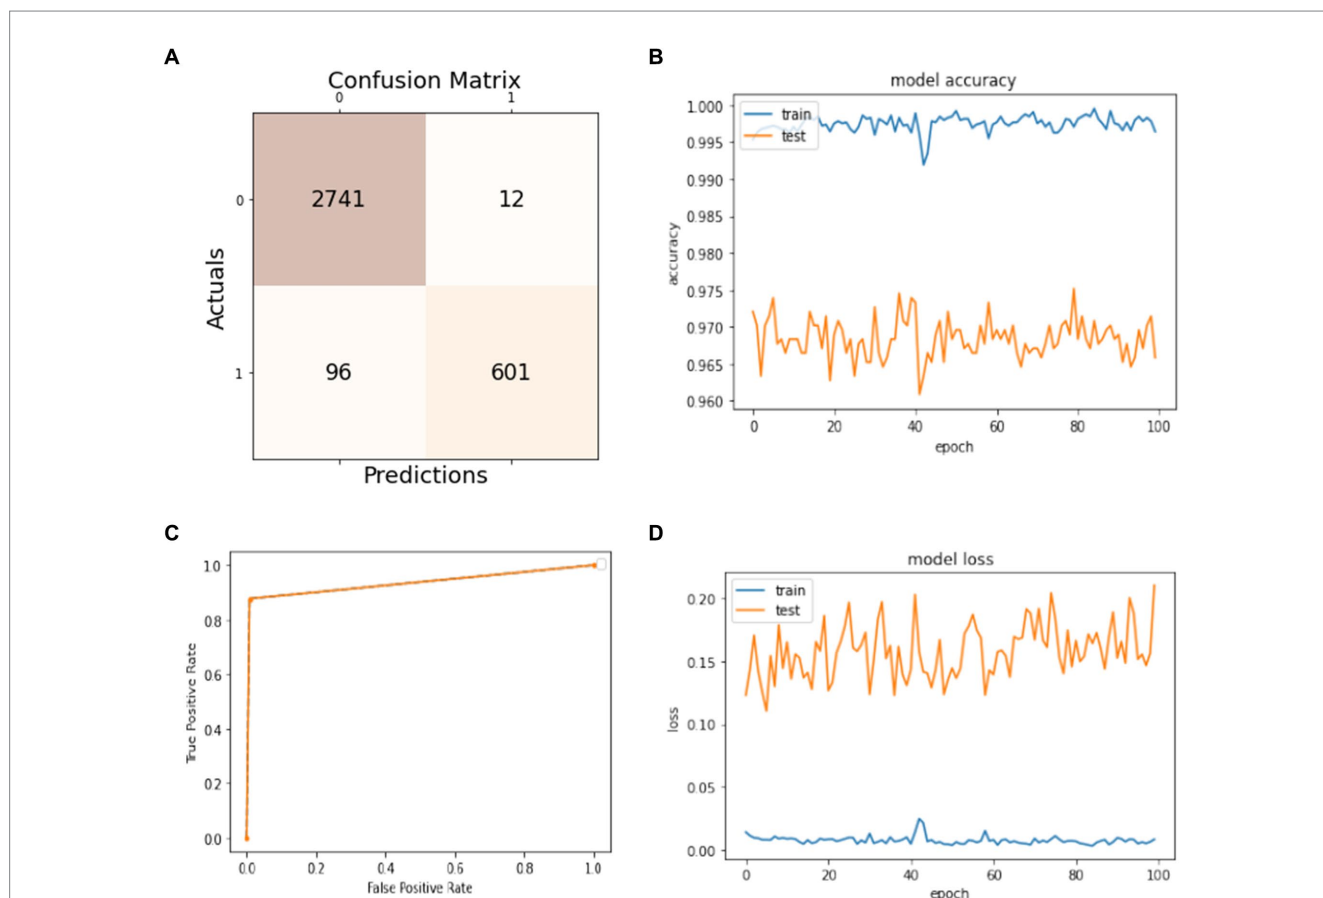 A
Confusion Matrix
0 1
0 2741 12
Actuals
1 96 601
Predictions
B
model accuracy
train
test
1.000
0.995
0.990
0.985
0.980
0.975
0.970
0.965
0.960
accuracy
0 20 40 60 80 100
epoch
C
1.0
0.8
0.6
0.4
0.2
0.0
True Positive Rate
0.0 0.2 0.4 0.6 0.8 1.0
False Positive Rate
D
model loss
train
test
0.20
0.15
0.10
0.05
0.00
loss
0 20 40 60 80 100
epoch